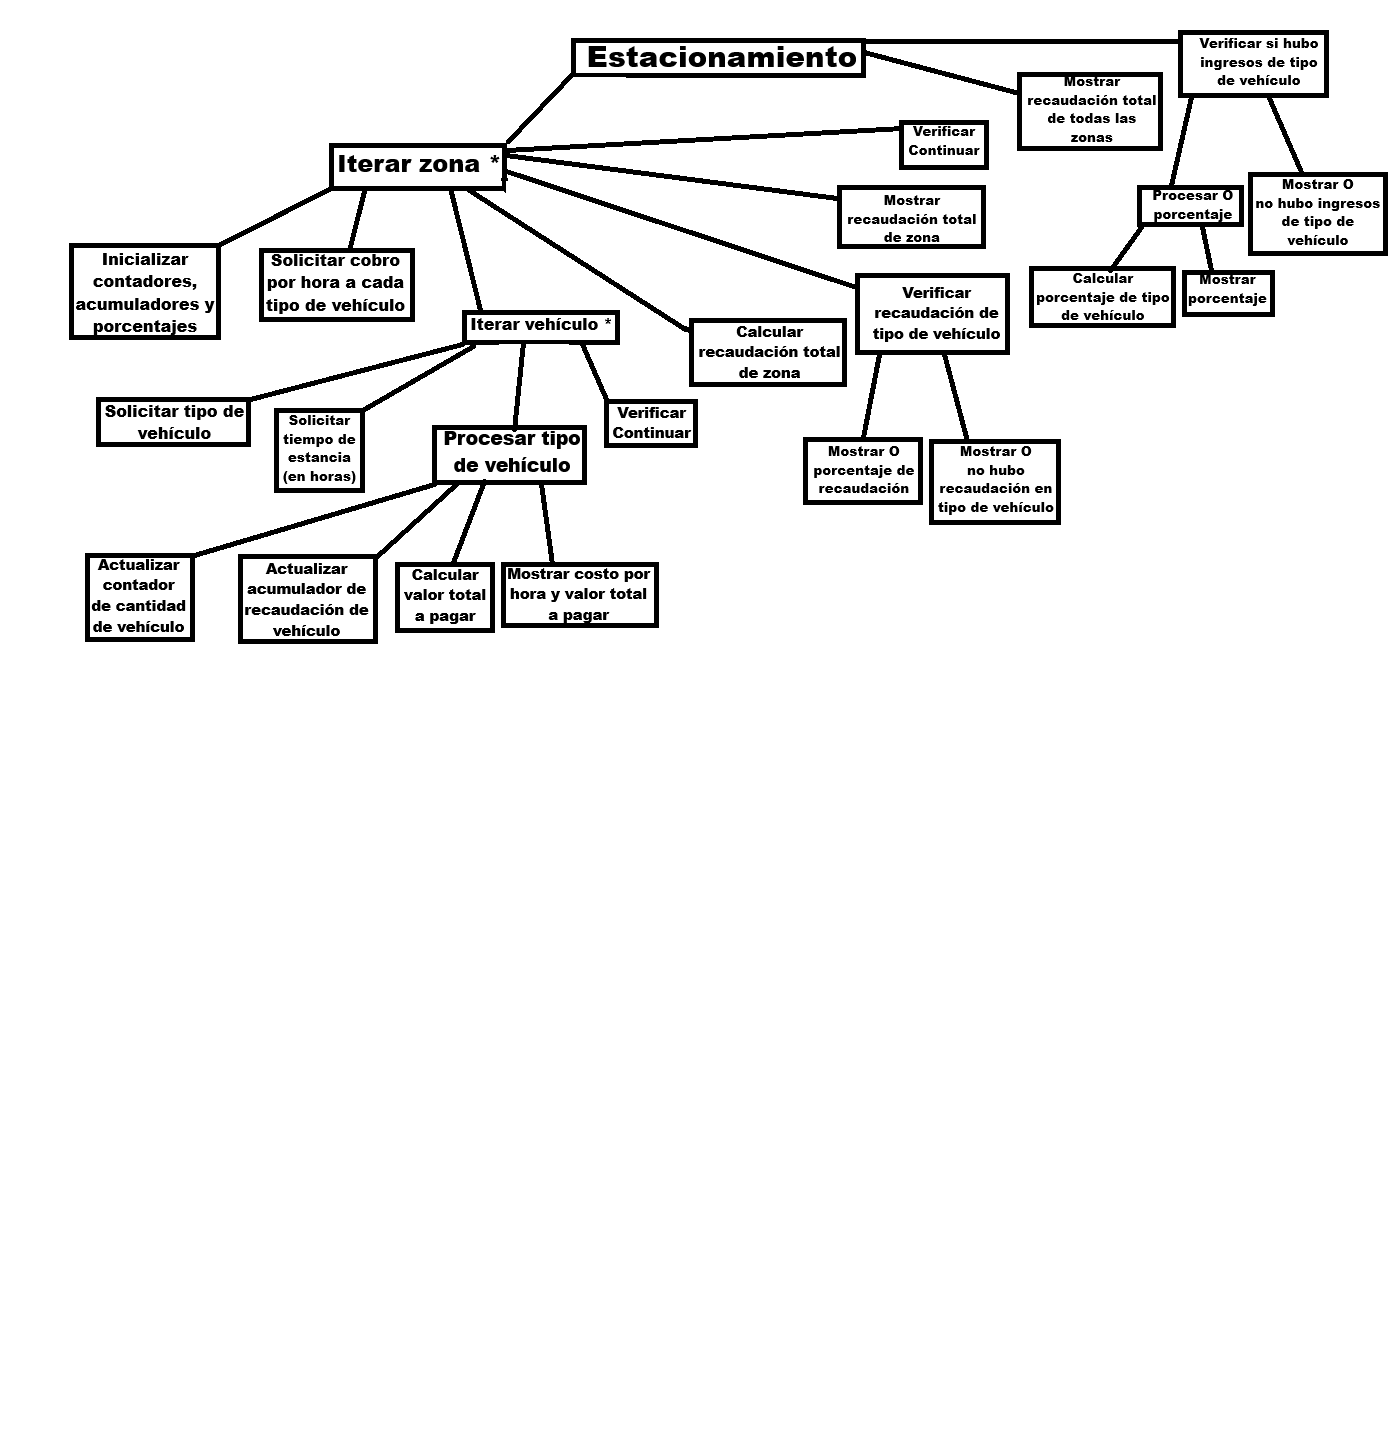 Estacionamiento
Verificar si hubo
ingresos de tipo
de vehículo
Mostrar
recaudación total
de todas las
zonas
Verificar
Continuar
Iterar zona *
Mostrar
recaudación total
de zona
Procesar O
porcentaje
Mostrar O
no hubo ingresos
de tipo de
vehículo
Inicializar
contadores,
acumuladores y
porcentajes
Solicitar cobro
por hora a cada
tipo de vehículo
Calcular
porcentaje de tipo
de vehículo
Mostrar
porcentaje
Verificar
recaudación de
tipo de vehículo
Iterar vehículo *
Calcular
recaudación total
de zona
Solicitar tipo de
vehículo
Solicitar
tiempo de
estancia
(en horas)
Procesar tipo
de vehículo
Verificar
Continuar
Mostrar O
porcentaje de
recaudación
Mostrar O
no hubo
recaudación en
tipo de vehículo
Actualizar
contador
de cantidad
de vehículo
Actualizar
acumulador de
recaudación de
vehículo
Calcular
valor total
a pagar
Mostrar costo por
hora y valor total
a pagar